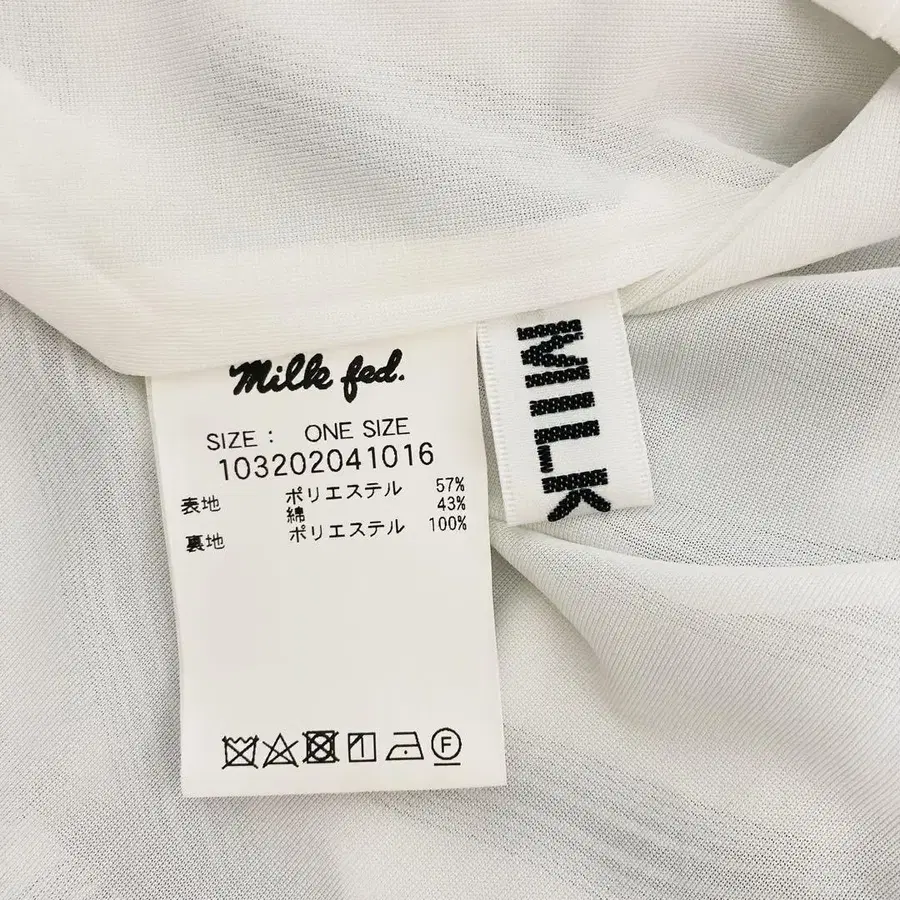 Milk fed.
SIZE : ONE SIZE
103202041016
表地 ポリエステル 57%
綿 43%
裏地 ポリエステル 100%
F
MILK